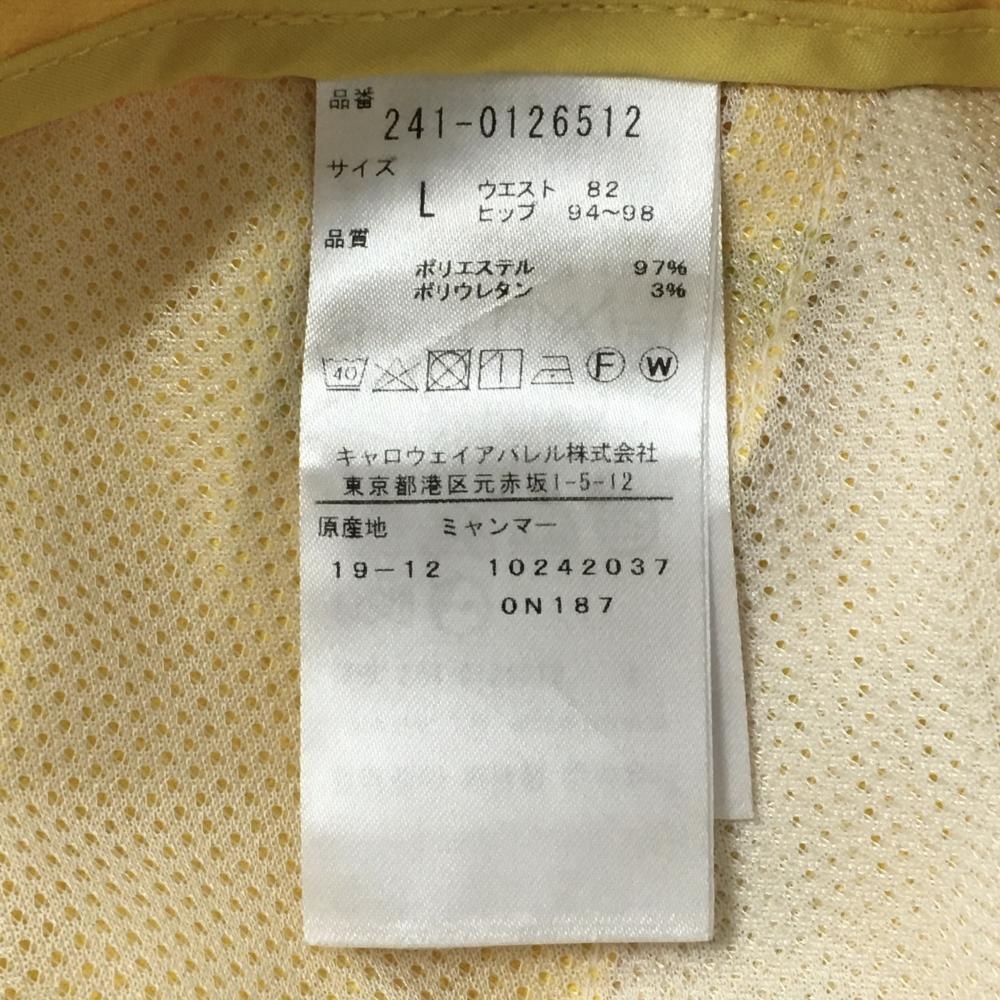 品番
241-0126512
サイズ
L ウエスト 82
ヒップ 94～98
品質
ポリエステル 97%
ポリウレタン 3%
40 F W
キャロウェイアパレル株式会社
東京都港区元赤坂1-5-12
原産地 ミャンマー
19-12 10242037
0N187